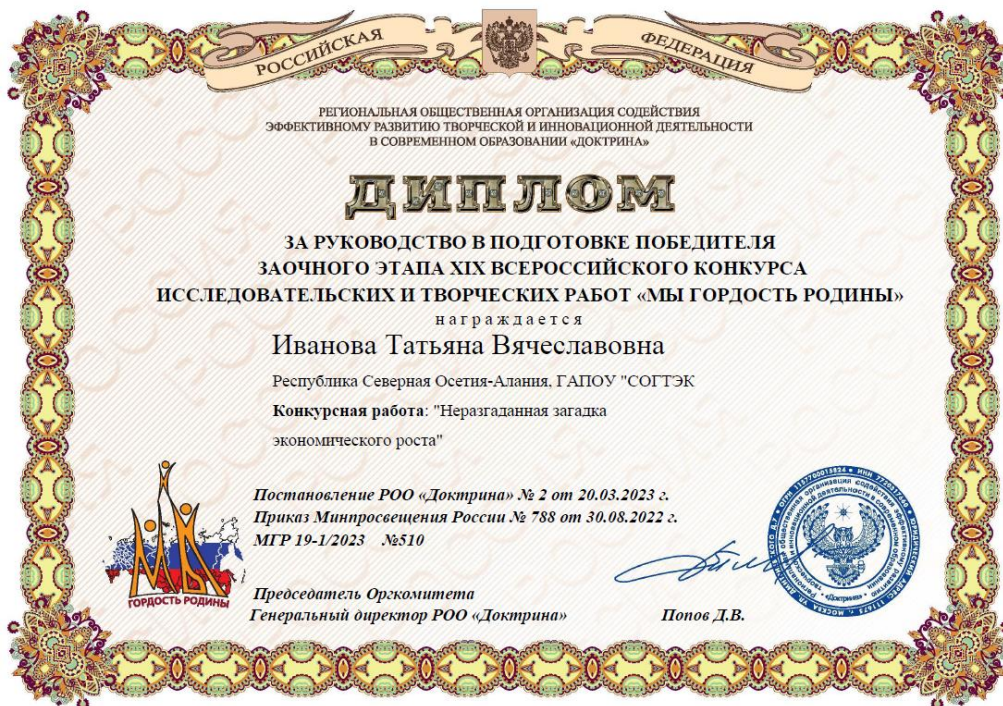 РОССИЙСКАЯ ФЕДЕРАЦИЯ
РЕГИОНАЛЬНАЯ ОБЩЕСТВЕННАЯ ОРГАНИЗАЦИЯ СОДЕЙСТВИЯ
ЭФФЕКТИВНОМУ РАЗВИТИЮ ТВОРЧЕСКОЙ И ИННОВАЦИОННОЙ ДЕЯТЕЛЬНОСТИ
В СОВРЕМЕННОМ ОБРАЗОВАНИИ «ДОКТРИНА»
ДИПЛОМ
ЗА РУКОВОДСТВО В ПОДГОТОВКЕ ПОБЕДИТЕЛЯ
ЗАОЧНОГО ЭТАПА XIX ВСЕРОССИЙСКОГО КОНКУРСА
ИССЛЕДОВАТЕЛЬСКИХ И ТВОРЧЕСКИХ РАБОТ «МЫ ГОРДОСТЬ РОДИНЫ»
награждается
Иванова Татьяна Вячеславовна
Республика Северная Осетия-Алания, ГАПОУ "СОГТЭК
Конкурсная работа: "Неразгаданная загадка
экономического роста"
Постановление РОО «Доктрина» № 2 от 20.03.2023 г.
Приказ Минпросвещения России № 788 от 30.08.2022 г.
МГР 19-1/2023 №510
МЫ
ГОРДОСТЬ РОДИНЫ
Председатель Оргкомитета
Генеральный директор РОО «Доктрина» Попов Д.В.
«Доктрина»